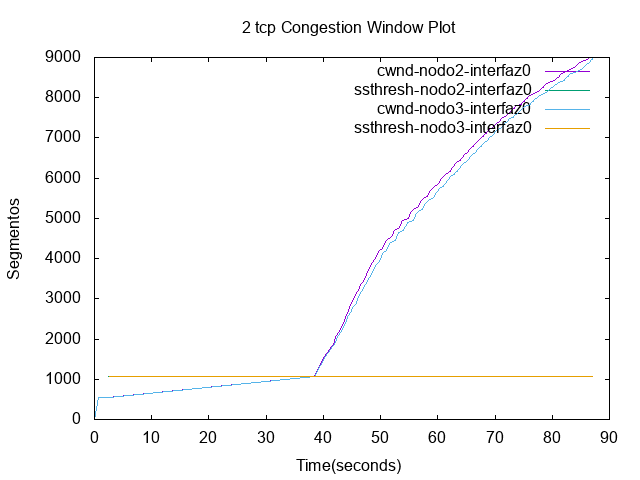 2 tcp Congestion Window Plot
9000
8000
7000
6000
5000
4000
3000
2000
1000
0
Segmentos
cwnd-nodo2-interfaz0
ssthresh-nodo2-interfaz0
cwnd-nodo3-interfaz0
ssthresh-nodo3-interfaz0
0 10 20 30 40 50 60 70 80 90
Time(seconds)